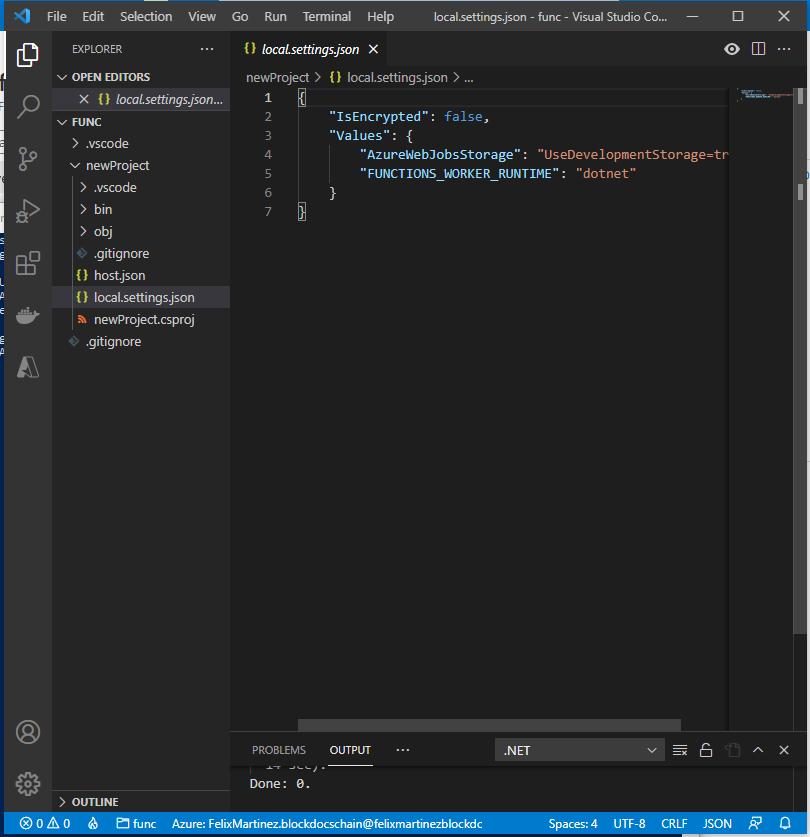 File Edit Selection View Go Run Terminal Help local.settings.json - func - Visual Studio Co...
EXPLORER
local.settings.json
OPEN EDITORS
newProject > {} local.settings.json > ...
{} local.settings.json...
FUNC
.vscode
newProject
.vscode
bin
obj
.gitignore
{} host.json
{} local.settings.json
newProject.csproj
.gitignore
1 {
2 "IsEncrypted": false,
3 "Values": {
4 "AzureWebJobsStorage": "UseDevelopmentStorage=tr
5 "FUNCTIONS_WORKER_RUNTIME": "dotnet"
6 }
7 }
PROBLEMS OUTPUT ... .NET
14 sec).
Done: 0.
OUTLINE
0 0 func Azure: FelixMartinez.blockdocschain@felixmartinezblockdc Spaces: 4 UTF-8 CRLF JSON